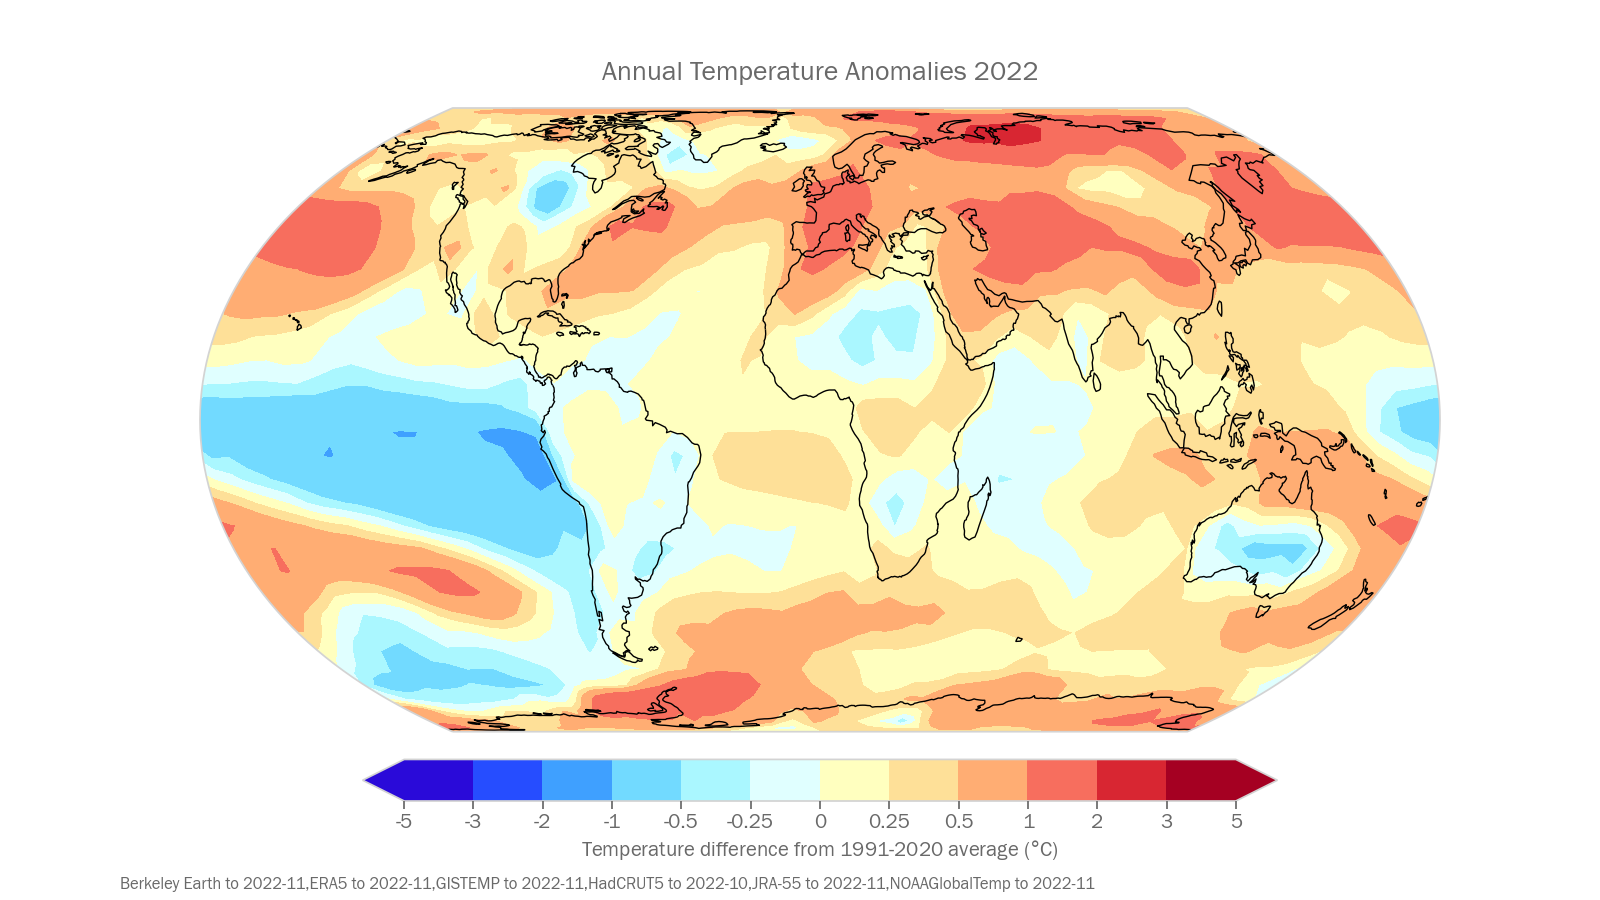 Annual Temperature Anomalies 2022
-5 -3 -2 -1 -0.5 -0.25 0 0.25 0.5 1 2 3 5
Temperature difference from 1991-2020 average (°C)
Berkeley Earth to 2022-11,ERA5 to 2022-11,GISTEMP to 2022-11,HadCRUT5 to 2022-10,JRA-55 to 2022-11,NOAAGlobalTemp to 2022-11